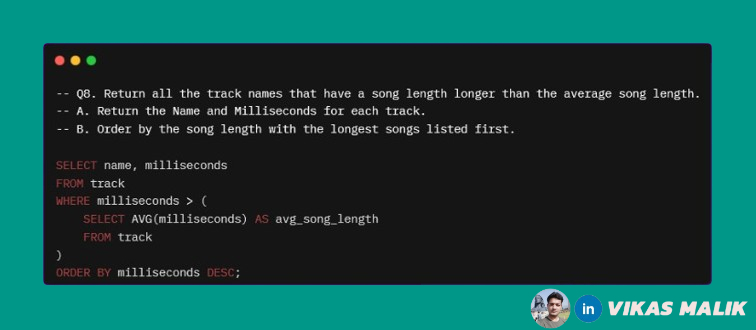 -- Q8. Return all the track names that have a song length longer than the average song length.
-- A. Return the Name and Milliseconds for each track.
-- B. Order by the song length with the longest songs listed first.
SELECT name, milliseconds
FROM track
WHERE milliseconds > (
    SELECT AVG(milliseconds) AS avg_song_length
    FROM track
)
ORDER BY milliseconds DESC;
in VIKAS MALIK